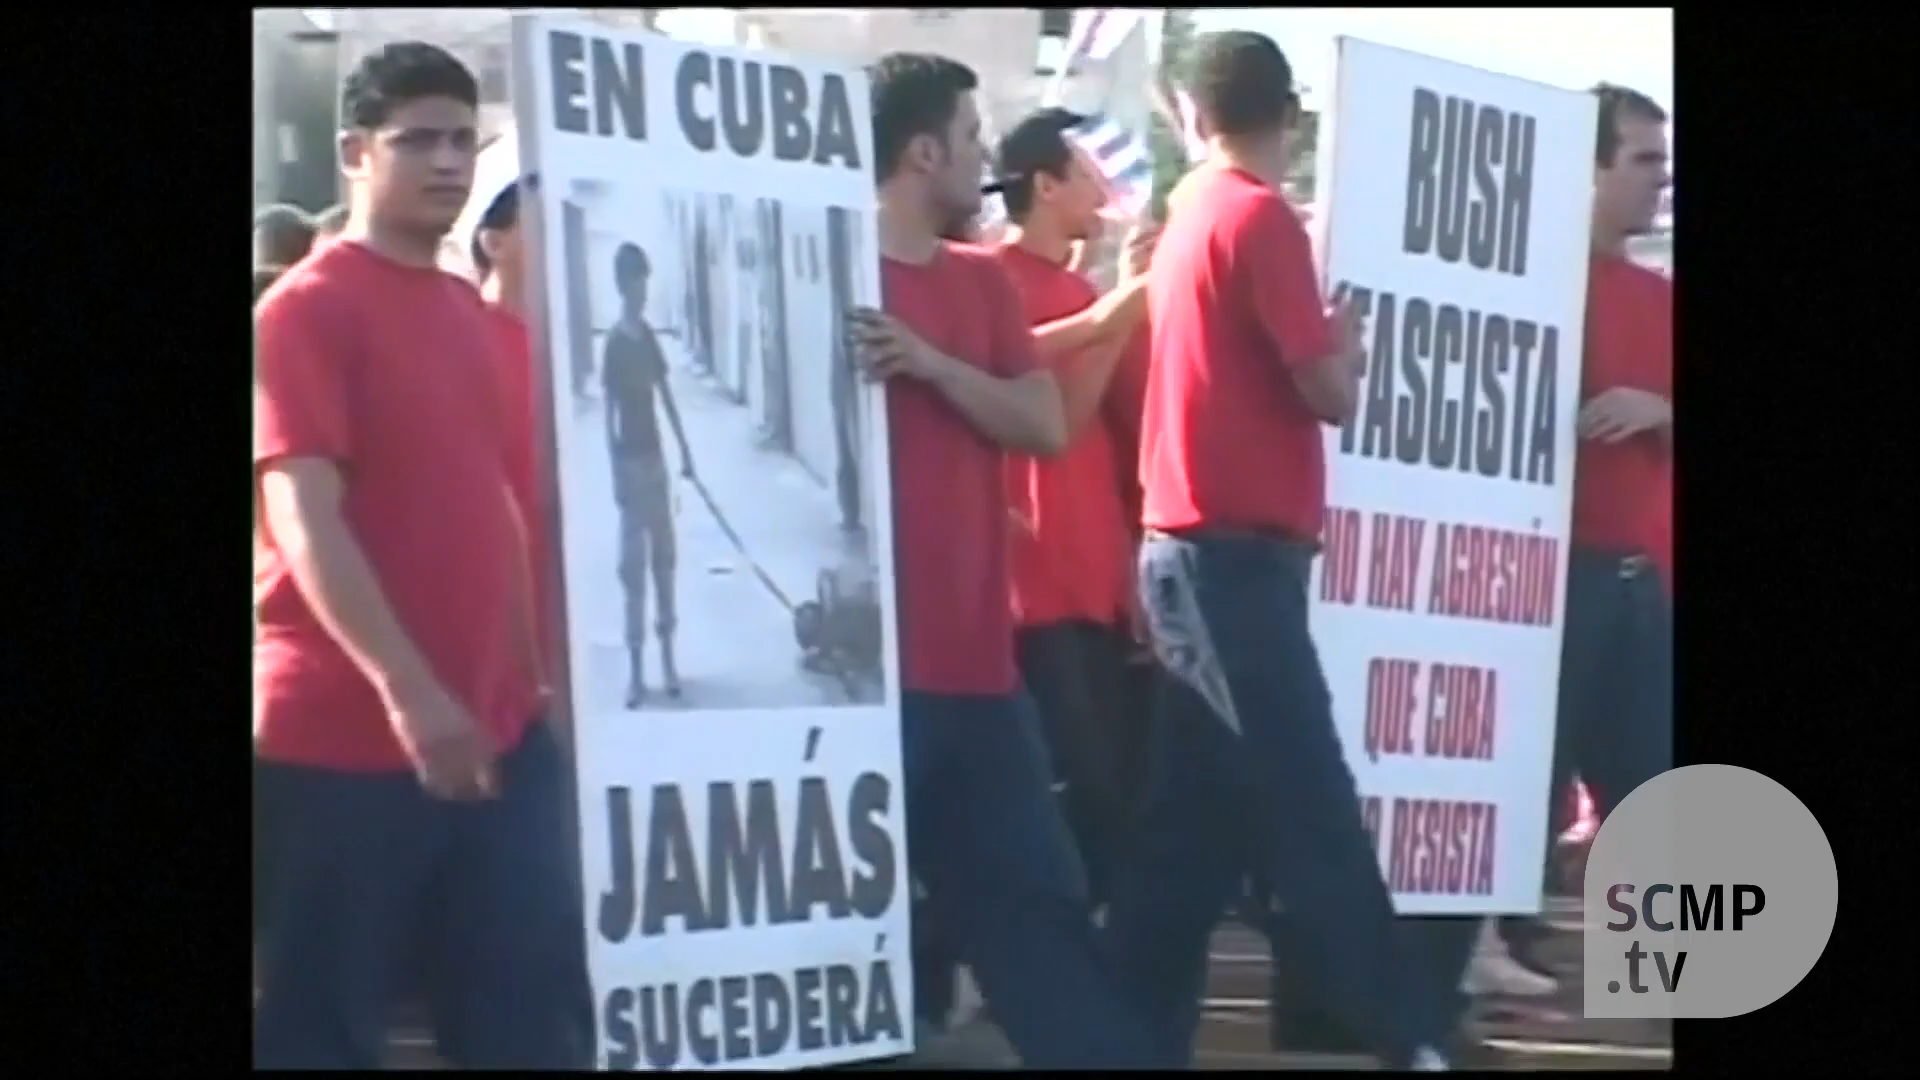 EN CUBA
JAMÁS
SUCEDERÁ
BUSH
FASCISTA
NO HAY AGRESIÓN
QUE CUBA
RESISTA
SCMP
.tv